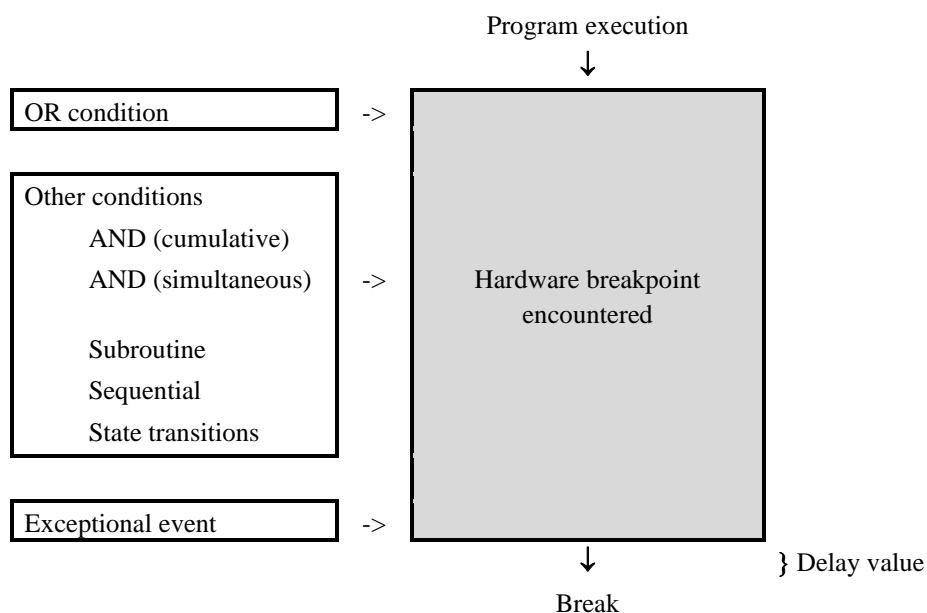 Program execution
↓
OR condition ->
Other conditions
AND (cumulative)
AND (simultaneous) -> Hardware breakpoint
encountered
Subroutine
Sequential
State transitions
Exceptional event ->
↓ } Delay value
Break